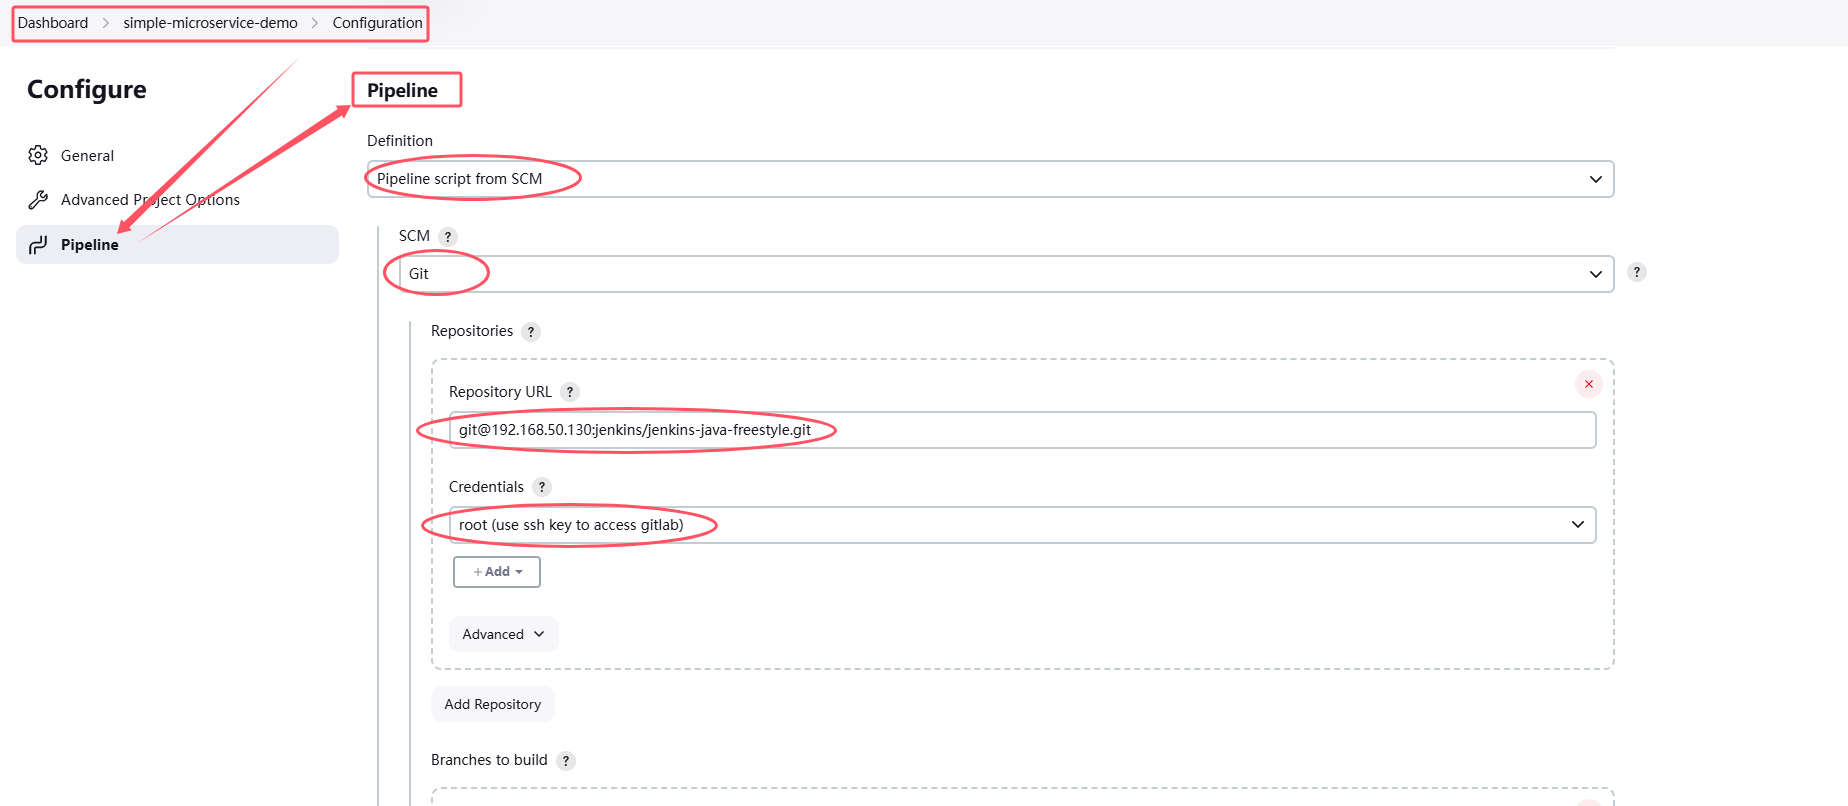 Dashboard > simple-microservice-demo > Configuration
Configure
General
Advanced Project Options
Pipeline
Pipeline
Definition
Pipeline script from SCM
SCM ?
Git
?
Repositories ?
Repository URL ?
git@192.168.50.130:jenkins/jenkins-java-freestyle.git
Credentials ?
root (use ssh key to access gitlab)
+ Add
Advanced
Add Repository
Branches to build ?